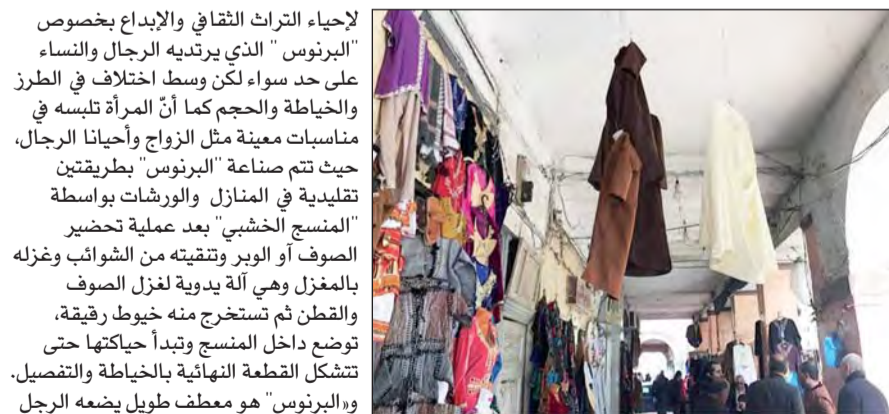 لإحياء التراث الثقافي والإبداع بخصوص
"البرنوس " الذي يرتديه الرجال والنساء
على حد سواء لكن وسط اختلاف في الطرز
والخياطة والحجم كما أنّ المرأة تلبسه في
مناسبات معينة مثل الزواج وأحيانا الرجال،
حيث تتم صناعة "البرنوس" بطريقتين
تقليدية في المنازل والورشات بواسطة
"المنسج الخشبي" بعد عملية تحضير
الصوف آو الوبر وتنقيته من الشوائب وغزله
بالمغزل وهي آلة يدوية لغزل الصوف
والقطن ثم تستخرج منه خيوط رقيقة،
توضع داخل المنسج وتبدأ حياكتها حتى
تتشكل القطعة النهائية بالخياطة والتفصيل.
و«البرنوس" هو معطف طويل يضعه الرجل